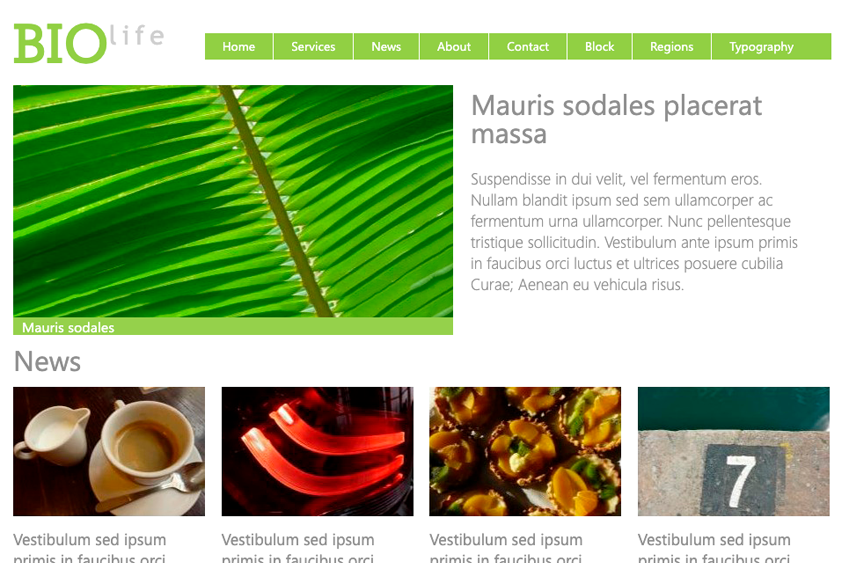 BIOlife
Home Services News About Contact Block Regions Typography
Mauris sodales placerat
massa
Suspendisse in dui velit, vel fermentum eros.
Nullam blandit ipsum sed sem ullamcorper ac
fermentum urna ullamcorper. Nunc pellentesque
tristique sollicitudin. Vestibulum ante ipsum primis
in faucibus orci luctus et ultrices posuere cubilia
Curae; Aenean eu vehicula risus.
Mauris sodales
News
7
Vestibulum sed ipsum
primis in faucibus orci
Vestibulum sed ipsum
primis in faucibus orci
Vestibulum sed ipsum
primis in faucibus orci
Vestibulum sed ipsum
primis in faucibus orci